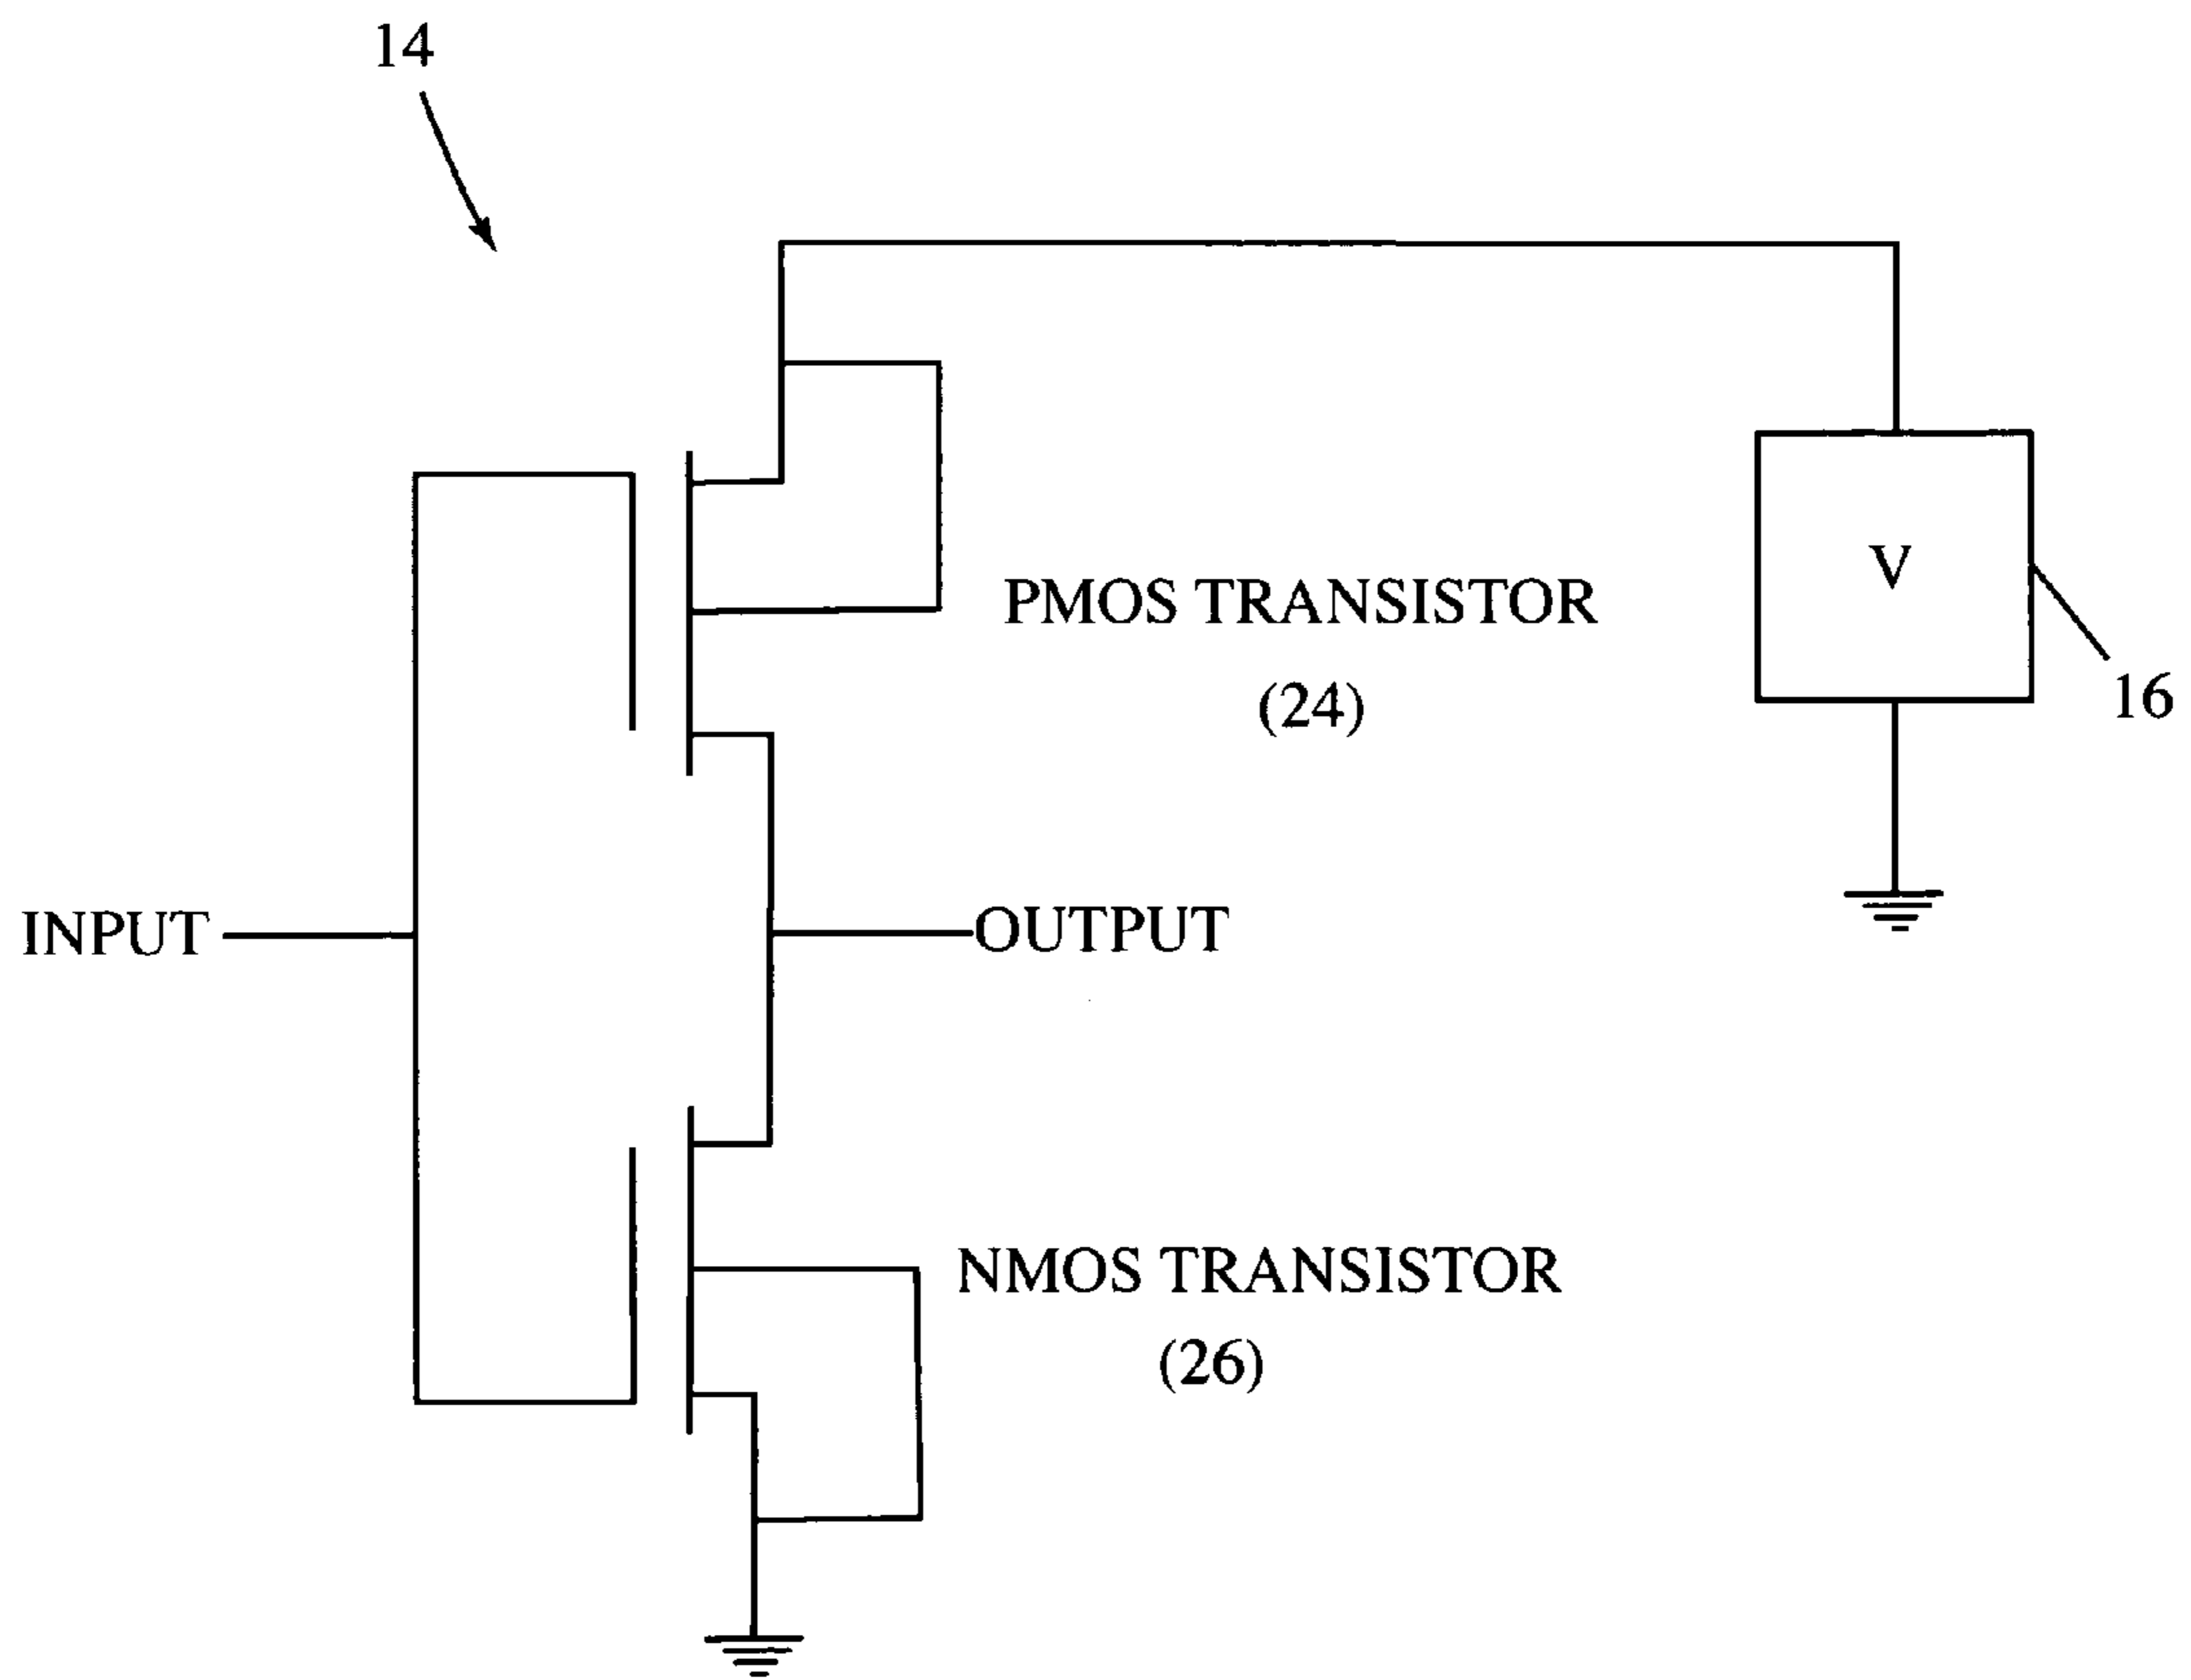 14
V
PMOS TRANSISTOR
(24)
16
INPUT
OUTPUT
NMOS TRANSISTOR
(26)